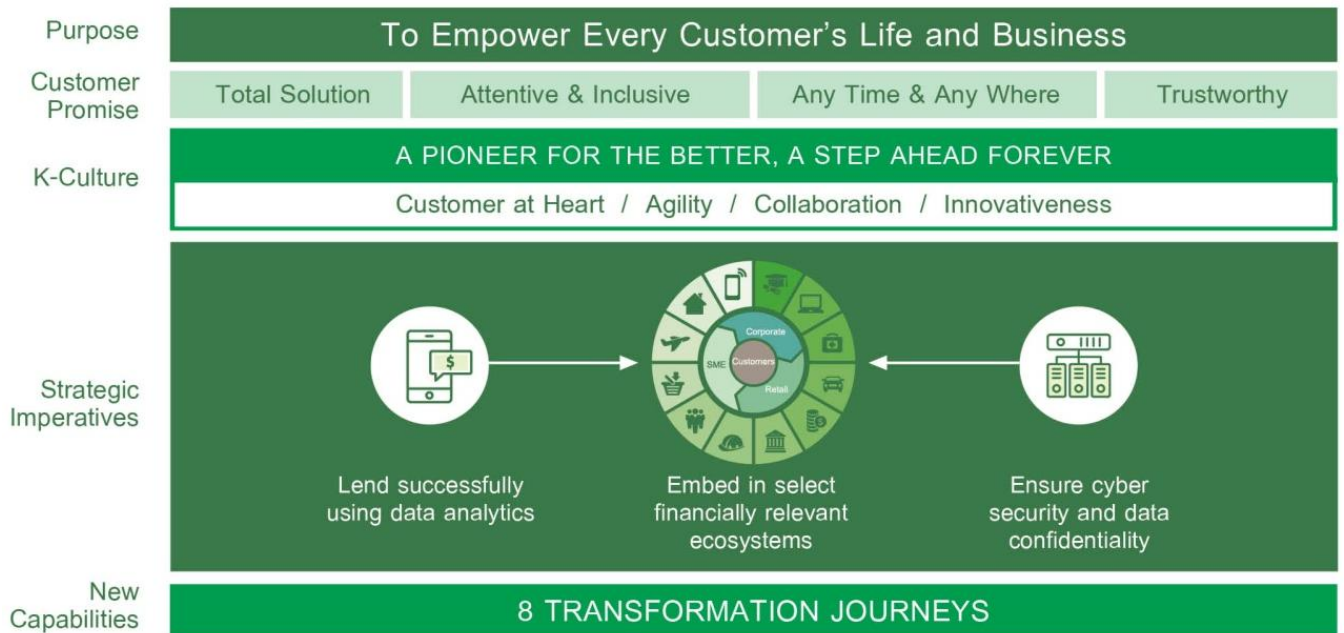 Purpose
To Empower Every Customer's Life and Business
Customer
Promise
Total Solution
Attentive & Inclusive
Any Time & Any Where
Trustworthy
K-Culture
A PIONEER FOR THE BETTER, A STEP AHEAD FOREVER
Customer at Heart / Agility / Collaboration / Innovativeness
Strategic
Imperatives
$
Corporate
SME
Customers
Retail
$
Lend successfully
using data analytics
Embed in select
financially relevant
ecosystems
Ensure cyber
security and data
confidentiality
New
Capabilities
8 TRANSFORMATION JOURNEYS